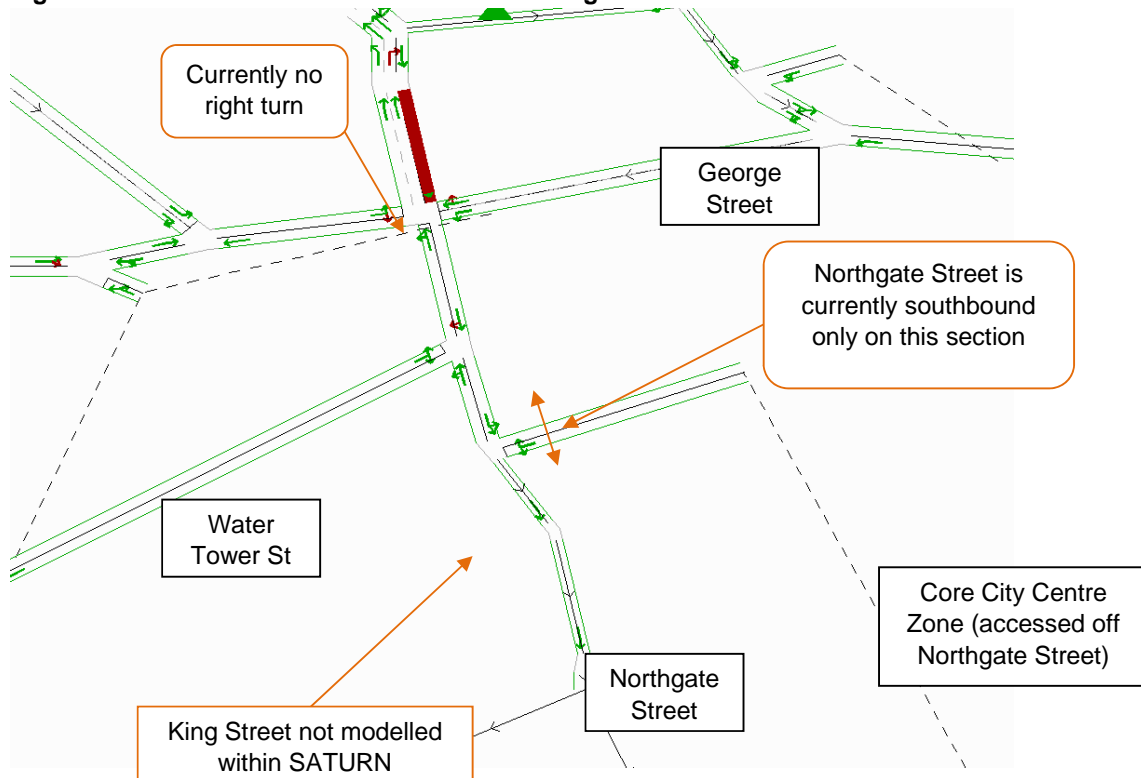 Currently no
right turn
George
Street
Northgate Street is
currently southbound
only on this section
Water
Tower St
Core City Centre
Zone (accessed off
Northgate Street)
Northgate
Street
King Street not modelled
within SATURN